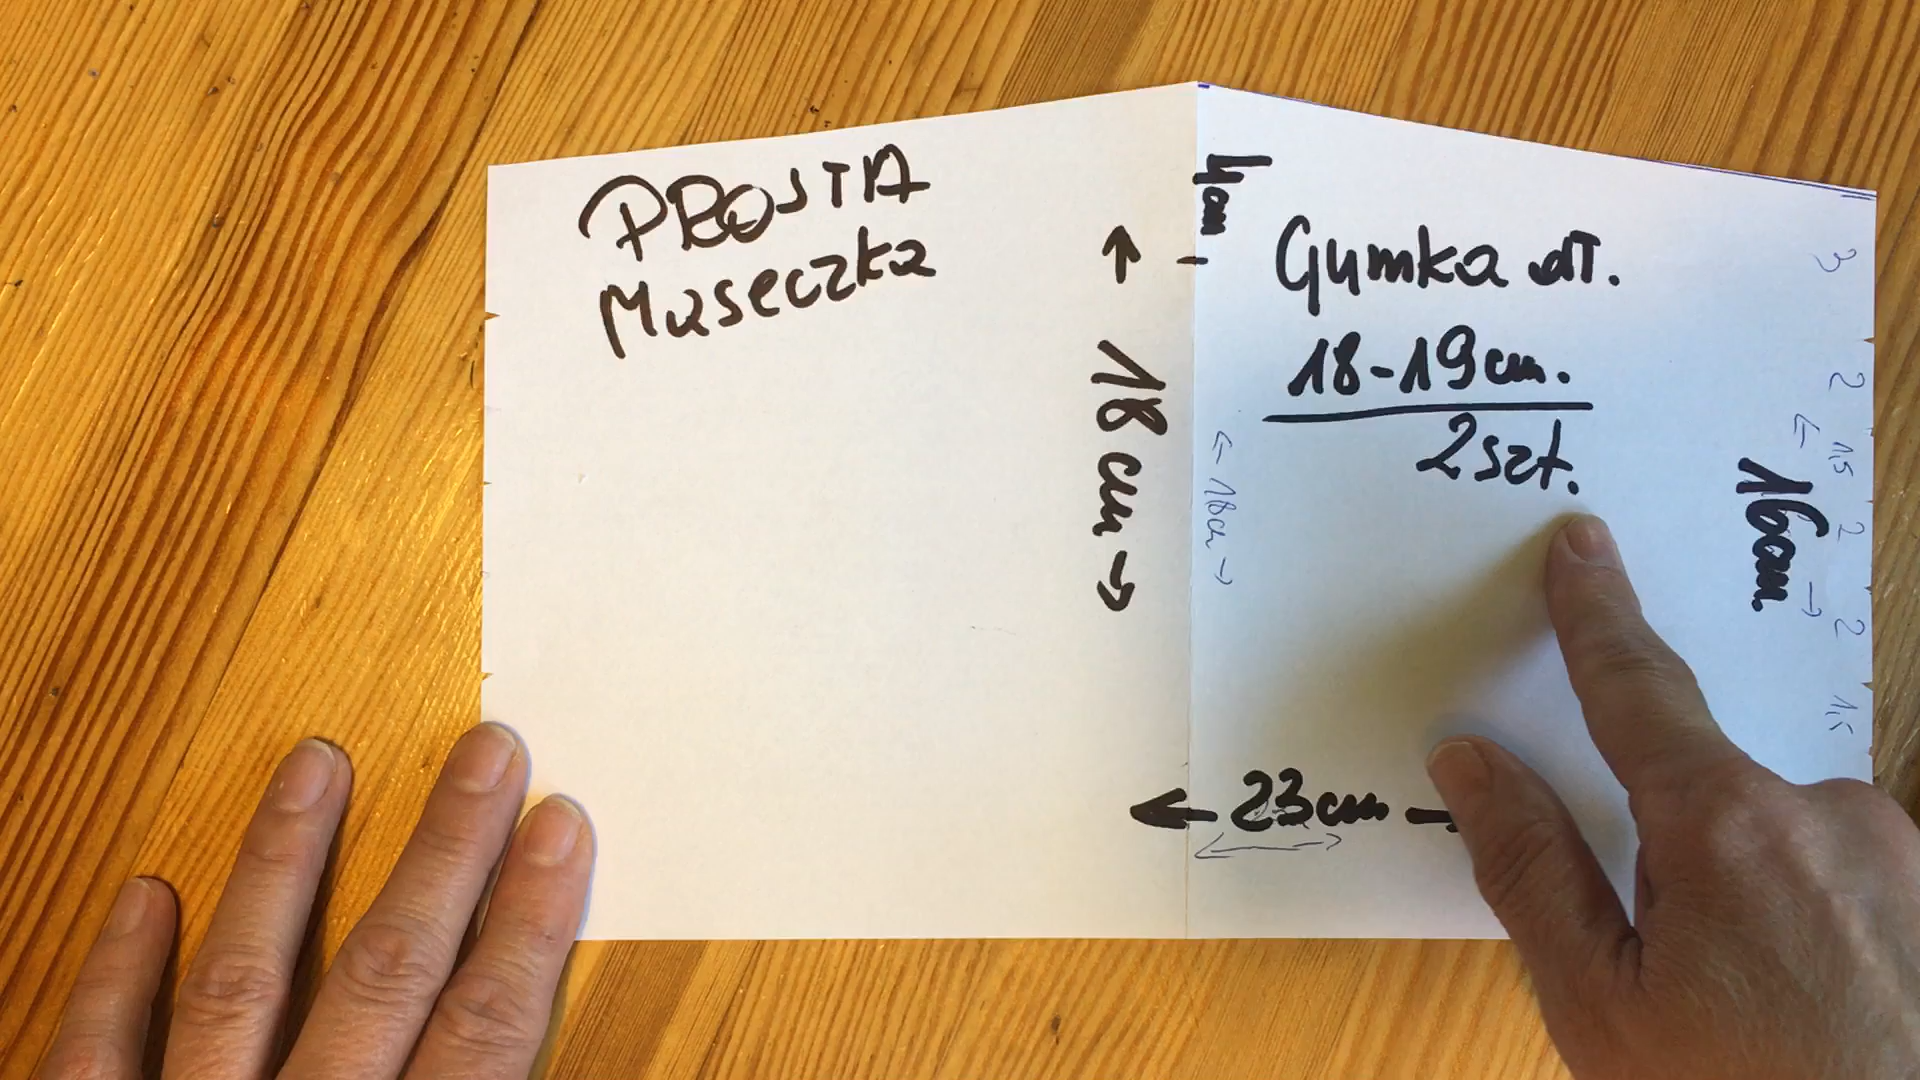 PROSTA
Maseczka
4cm
18 cm
Gumka dł.
18-19cm.
2szt.
← 18cm →
16cm.
3
2
1,5
2
2
1,5
23cm